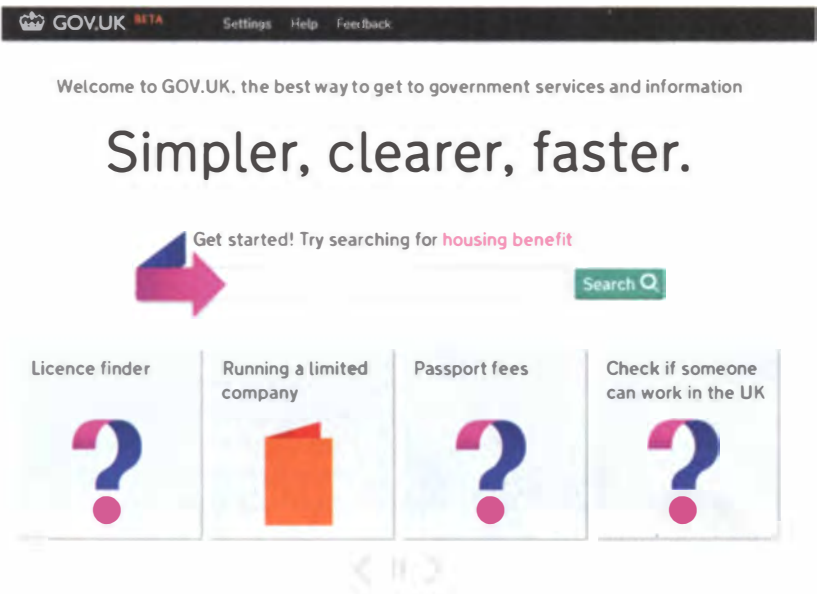 GOV.UK BETA Settings Help Feedback
Welcome to GOV.UK, the best way to get to government services and information
Simpler, clearer, faster.
Get started! Try searching for housing benefit
Search
Licence finder
Running a limited
company
Passport fees
Check if someone
can work in the UK